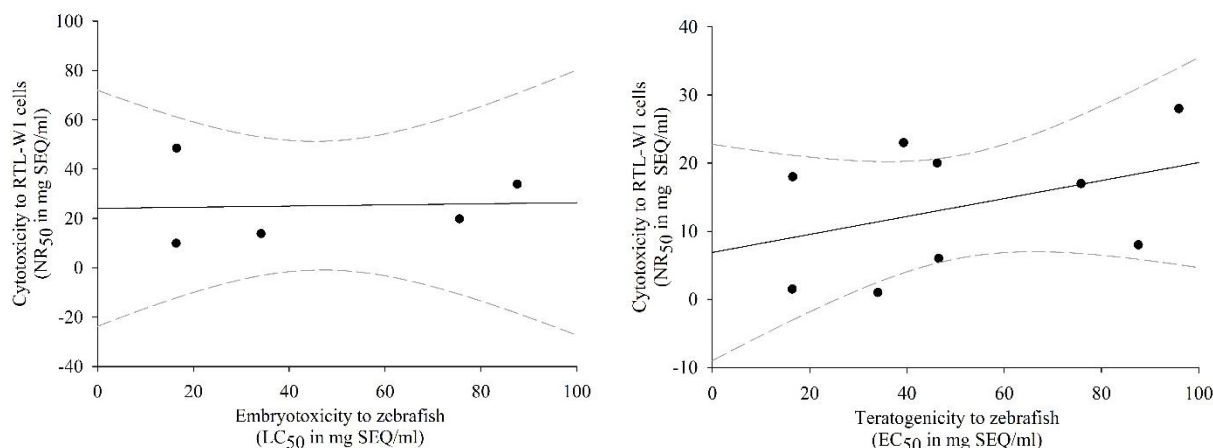 100
80
60
40
20
0
-20
-40
Cytotoxicity to RTL-W1 cells
(NR50 in mg SEQ/ml)
0 20 40 60 80 100
Embryotoxicity to zebrafish
(LC50 in mg SEQ/ml)
40
30
20
10
0
-10
Cytotoxicity to RTL-W1 cells
(NR50 in mg SEQ/ml)
0 20 40 60 80 100
Teratogenicity to zebrafish
(EC50 in mg SEQ/ml)